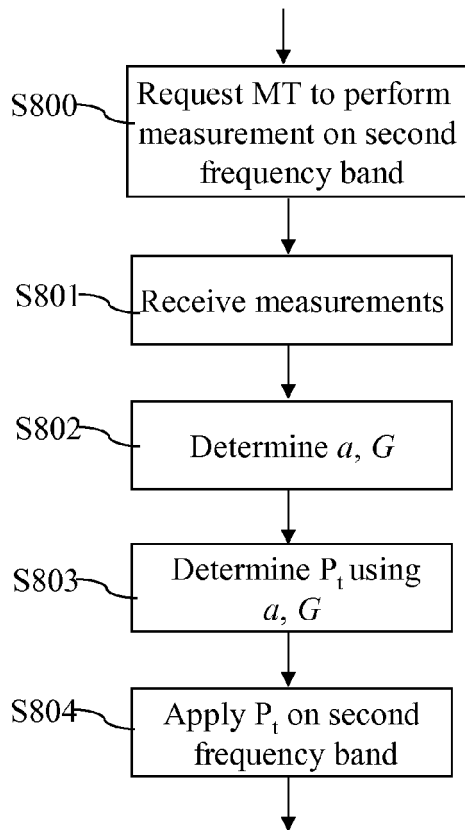 S800
Request MT to perform
measurement on second
frequency band
S801
Receive measurements
S802
Determine a, G
S803
Determine Pt using
a, G
S804
Apply Pt on second
frequency band